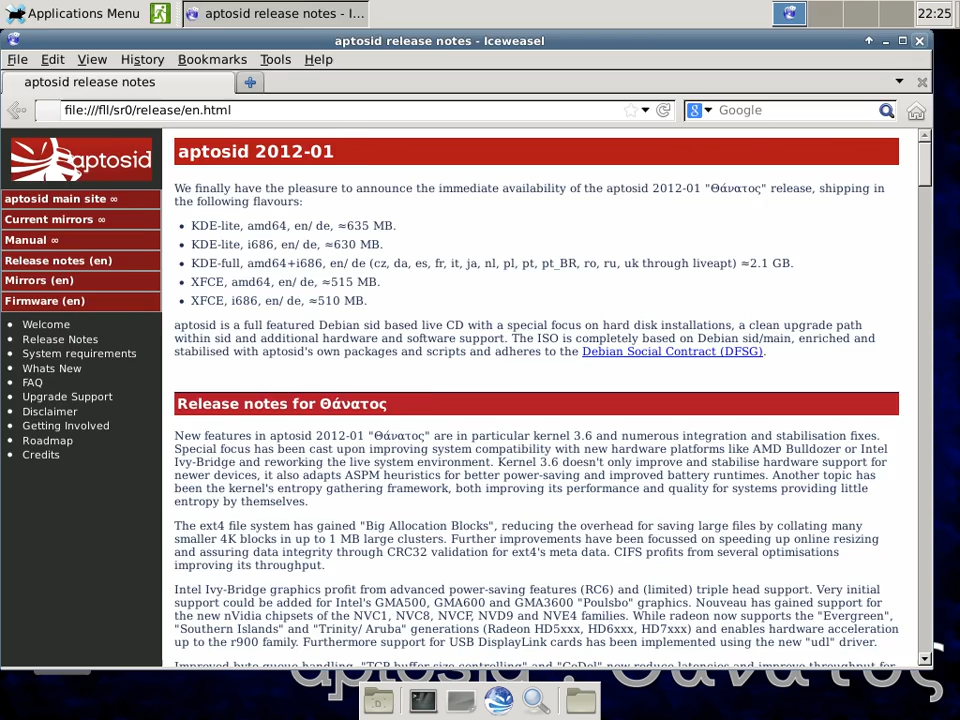 Applications Menu
aptosid release notes - I...
22:25
aptosid release notes - Iceweasel
File Edit View History Bookmarks Tools Help
aptosid release notes
file:///fll/sr0/release/en.html
8 Google
aptosid
aptosid main site ∞
Current mirrors ∞
Manual ∞
Release notes (en)
Mirrors (en)
Firmware (en)
Welcome
Release Notes
System requirements
Whats New
FAQ
Upgrade Support
Disclaimer
Getting Involved
Roadmap
Credits
aptosid 2012-01
We finally have the pleasure to announce the immediate availability of the aptosid 2012-01 "Θάνατος" release, shipping in
the following flavours:
KDE-lite, amd64, en/ de, ≈635 MB.
KDE-lite, i686, en/ de, ≈630 MB.
KDE-full, amd64+i686, en/ de (cz, da, es, fr, it, ja, nl, pl, pt, pt_BR, ro, ru, uk through liveapt) ≈2.1 GB.
XFCE, amd64, en/ de, ≈515 MB.
XFCE, i686, en/ de, ≈510 MB.
aptosid is a full featured Debian sid based live CD with a special focus on hard disk installations, a clean upgrade path
within sid and additional hardware and software support. The ISO is completely based on Debian sid/main, enriched and
stabilised with aptosid's own packages and scripts and adheres to the Debian Social Contract (DFSG).
Release notes for Θάνατος
New features in aptosid 2012-01 "Θάνατος" are in particular kernel 3.6 and numerous integration and stabilisation fixes.
Special focus has been cast upon improving system compatibility with new hardware platforms like AMD Bulldozer or Intel
Ivy-Bridge and reworking the live system environment. Kernel 3.6 doesn't only improve and stabilise hardware support for
newer devices, it also adapts ASPM heuristics for better power-saving and improved battery runtimes. Another topic has
been the kernel's entropy gathering framework, both improving its performance and quality for systems providing little
entropy by themselves.
The ext4 file system has gained "Big Allocation Blocks", reducing the overhead for saving large files by collating many
smaller 4K blocks in up to 1 MB large clusters. Further improvements have been focussed on speeding up online resizing
and assuring data integrity through CRC32 validation for ext4's meta data. CIFS profits from several optimisations
improving its throughput.
Intel Ivy-Bridge graphics profit from advanced power-saving features (RC6) and (limited) triple head support. Very initial
support could be added for Intel's GMA500, GMA600 and GMA3600 "Poulsbo" graphics. Nouveau has gained support for
the new nVidia chipsets of the NVC1, NVC8, NVCF, NVD9 and NVE4 families. While radeon now supports the "Evergreen",
"Southern Islands" and "Trinity/ Aruba" generations (Radeon HD5xxx, HD6xxx, HD7xxx) and enables hardware acceleration
up to the r900 family. Furthermore support for USB DisplayLink cards has been implemented using the new "udl" driver.
Improved byte queue handling, "TCP buffer size controlling" and "CoDel" now reduce latencies and improve throughput for
aptosid : Θάνατος